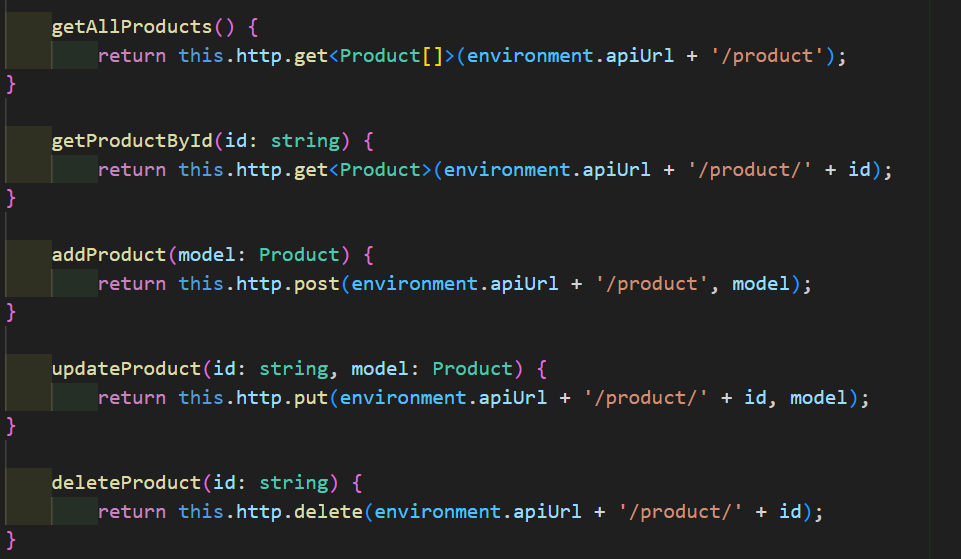 getAllProducts() {
return this.http.get<Product[]>(environment.apiUrl + '/product');
}
getProductById(id: string) {
return this.http.get<Product>(environment.apiUrl + '/product/' + id);
}
addProduct(model: Product) {
return this.http.post(environment.apiUrl + '/product', model);
}
updateProduct(id: string, model: Product) {
return this.http.put(environment.apiUrl + '/product/' + id, model);
}
deleteProduct(id: string) {
return this.http.delete(environment.apiUrl + '/product/' + id);
}